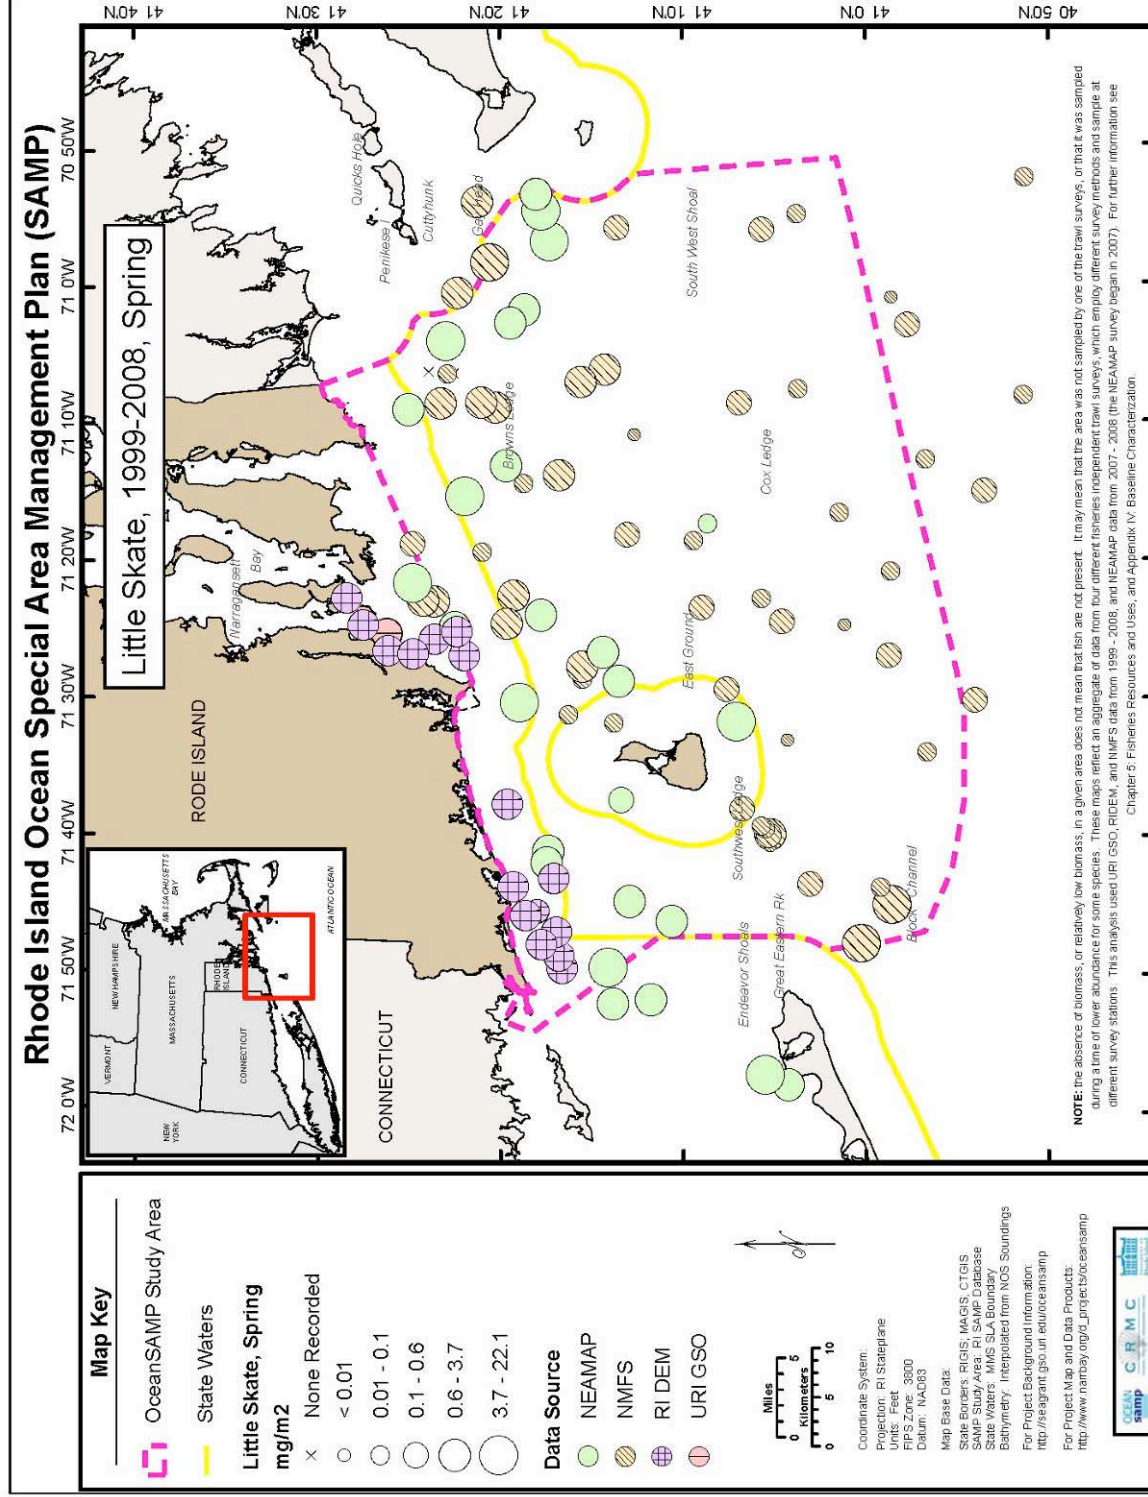 Rhode Island Ocean Special Area Management Plan (SAMP)
Map Key
OceanSAMP Study Area
State Waters
Little Skate, Spring
mg/m2
None Recorded
< 0.01
0.01 - 0.1
0.1 - 0.6
0.6 - 3.7
3.7 - 22.1
Data Source
NEAMAP
NMFS
RI DEM
URI GSO
Miles
0 5
Kilometers
0 5 10
Coordinate System:
Projection: RI Stateplane
Units: Feet
FIPS Zone: 3800
Datum: NAD83
Map Base Data:
State Borders: RIGIS, MAGIS, CTGIS
SAMP Study Area: RI SAMP Database
State Waters: MMS SLA Boundary
Bathymetry: Interpolated from NOS Soundings
For Project Background Information:
http://seagrant.gso.uri.edu/oceansamp
For Project Map and Data Products:
http://www.narrbay.org/d_projects/oceansamp
OCEAN
samp
C R M C
72 0'W
71 50'W
71 40'W
71 30'W
71 20'W
71 10'W
71 0'W
70 50'W
41 40'N
41 30'N
41 20'N
41 10'N
41 0'N
40 50'N
Little Skate, 1999-2008, Spring
VERMONT
NEW HAMPSHIRE
NEW
YORK
MASSACHUSETTS
MASSACHUSETTS
BAY
CONNECTICUT
RHODE
ISLAND
ATLANTIC OCEAN
RODE ISLAND
CONNECTICUT
Narragansett
Bay
Quicks Hole
Penikese I
Cuttyhunk
Gay Head
Browns Ledge
South West Shoal
Cox Ledge
East Ground
Southwest Ledge
Endeavor Shoals
Great Eastern Rk
Block Channel
NOTE: the absence of biomass, or relatively low biomass, in a given area does not mean that fish are not present. It may mean that the area was not sampled by one of the trawl surveys, or that it was sampled
during a time of lower abundance for some species. These maps reflect an aggregate of data from four different fisheries independent trawl surveys, which employ different survey methods and sample at
different survey stations. This analysis used URI GSO, RIDEM, and NMFS data from 1999 - 2008, and NEAMAP data from 2007 - 2008 (the NEAMAP survey began in 2007). For further information see
Chapter 5: Fisheries Resources and Uses, and Appendix IV: Baseline Characterization.